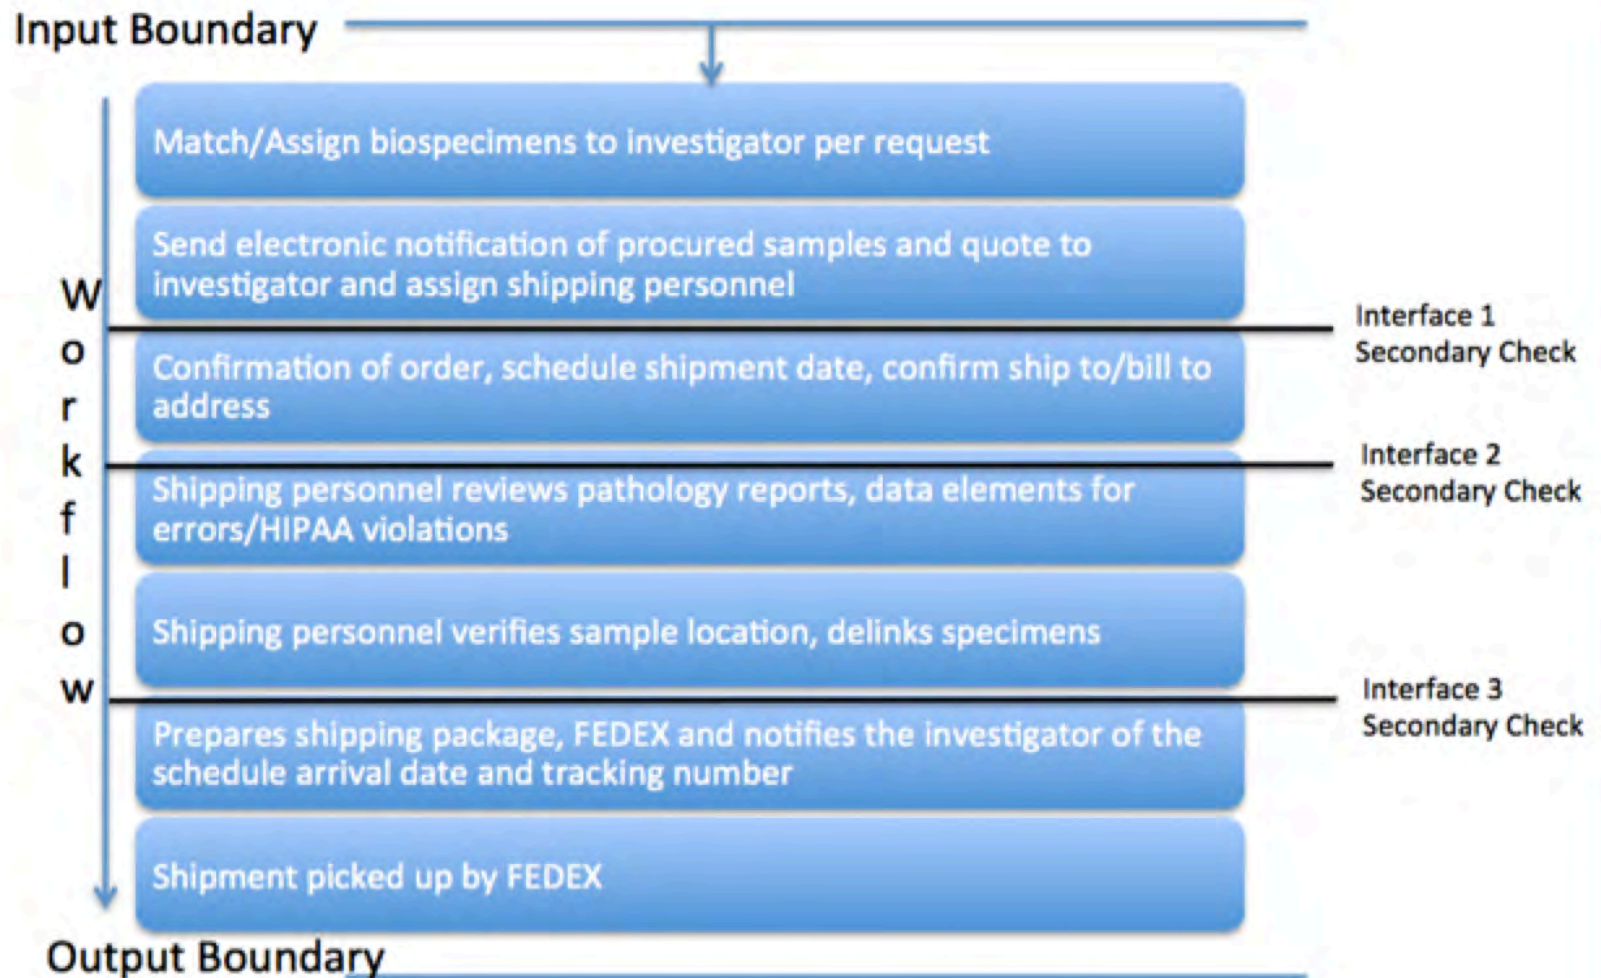 Input Boundary
Match/Assign biospecimens to investigator per request
Send electronic notification of procured samples and quote to
investigator and assign shipping personnel
Interface 1
Secondary Check
Confirmation of order, schedule shipment date, confirm ship to/bill to
address
Interface 2
Secondary Check
Shipping personnel reviews pathology reports, data elements for
errors/HIPAA violations
Shipping personnel verifies sample location, delinks specimens
Interface 3
Secondary Check
Prepares shipping package, FEDEX and notifies the investigator of the
schedule arrival date and tracking number
Shipment picked up by FEDEX
Workflow
Output Boundary